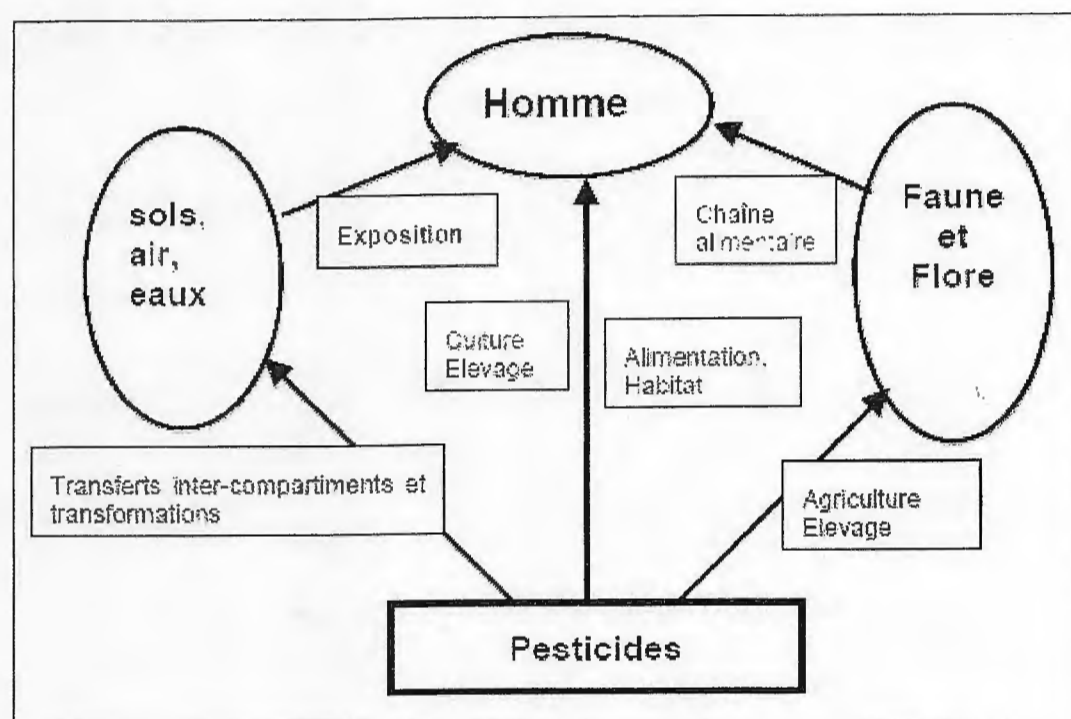 Homme
sols,
air,
eaux
Faune
et
Flore
Exposition
Chaîne
alimentaire
Culture
Elevage
Alimentation,
Habitat
Transferts inter-compartiments et
transformations
Agriculture
Elevage
Pesticides